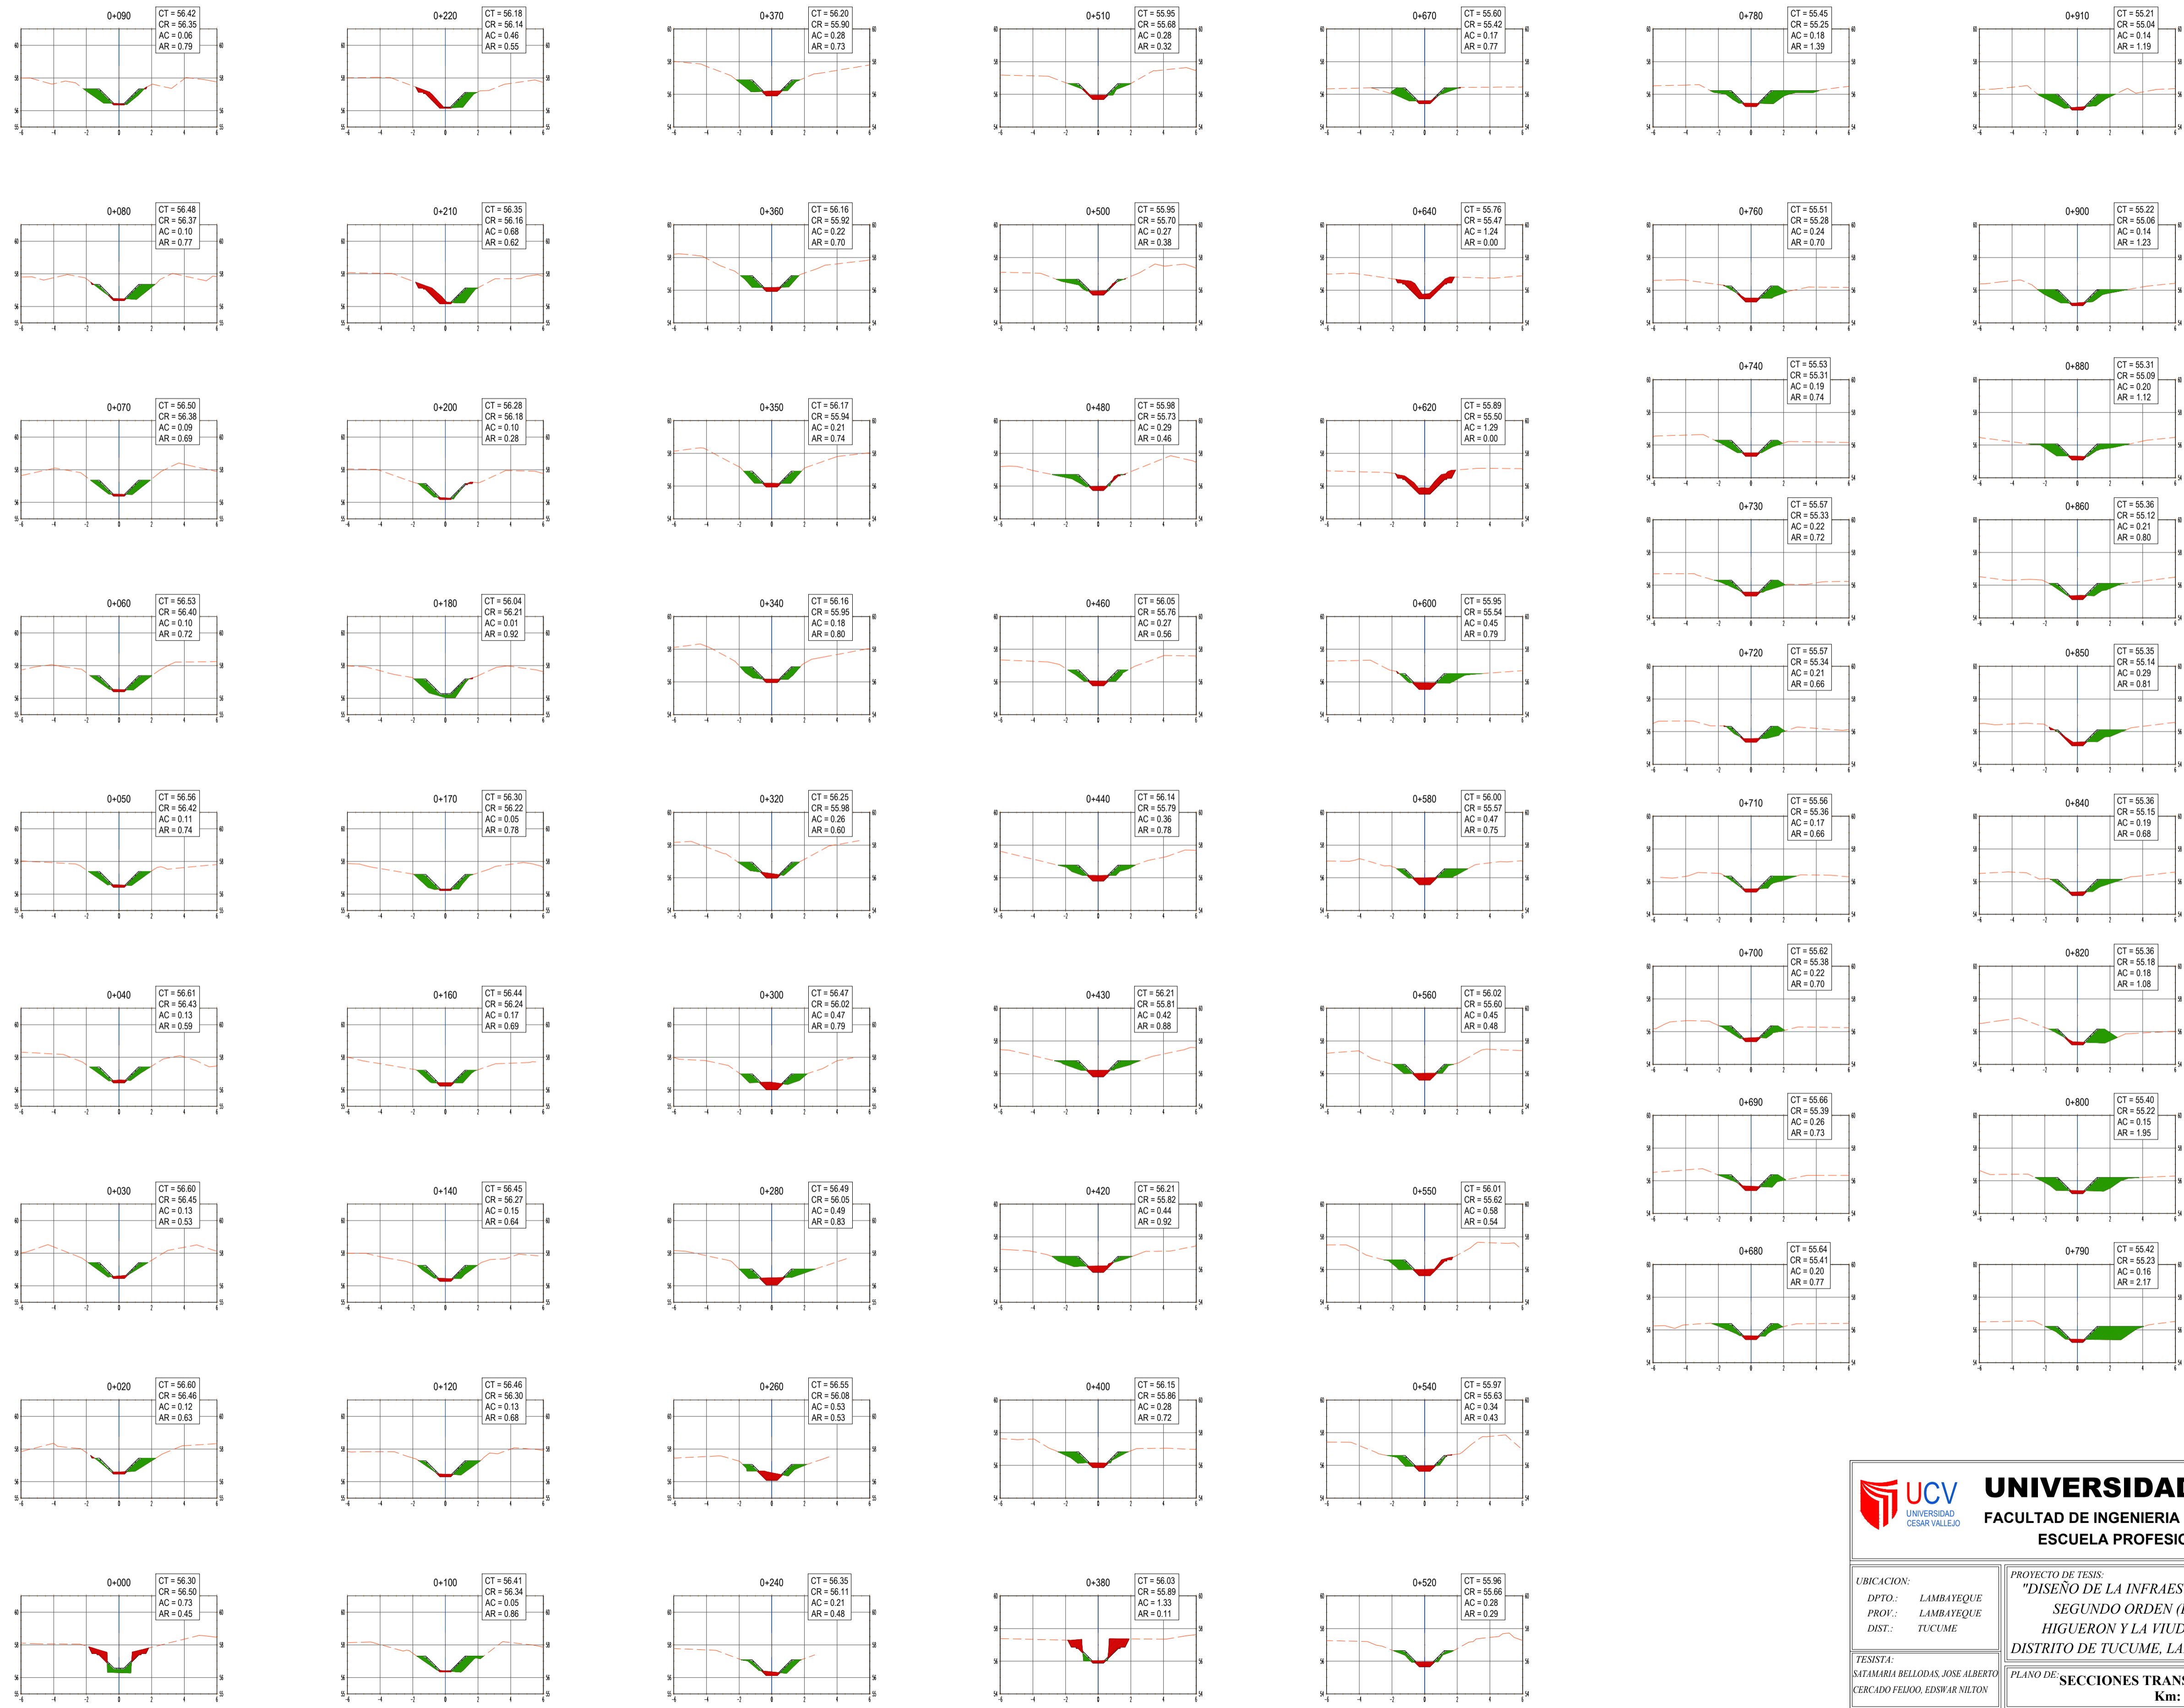 0+090
CT = 56.42
CR = 56.35
AC = 0.06
AR = 0.79
0+080
CT = 56.48
CR = 56.37
AC = 0.10
AR = 0.77
0+070
CT = 56.50
CR = 56.38
AC = 0.09
AR = 0.69
0+060
CT = 56.53
CR = 56.40
AC = 0.10
AR = 0.72
0+050
CT = 56.56
CR = 56.42
AC = 0.11
AR = 0.74
0+040
CT = 56.61
CR = 56.43
AC = 0.13
AR = 0.59
0+030
CT = 56.60
CR = 56.45
AC = 0.13
AR = 0.53
0+020
CT = 56.60
CR = 56.46
AC = 0.12
AR = 0.63
0+000
CT = 56.30
CR = 56.50
AC = 0.73
AR = 0.45
0+220
CT = 56.18
CR = 56.14
AC = 0.46
AR = 0.55
0+210
CT = 56.35
CR = 56.16
AC = 0.68
AR = 0.62
0+200
CT = 56.28
CR = 56.18
AC = 0.10
AR = 0.28
0+180
CT = 56.04
CR = 56.21
AC = 0.01
AR = 0.92
0+170
CT = 56.30
CR = 56.22
AC = 0.05
AR = 0.78
0+160
CT = 56.44
CR = 56.24
AC = 0.17
AR = 0.69
0+140
CT = 56.45
CR = 56.27
AC = 0.15
AR = 0.64
0+120
CT = 56.46
CR = 56.30
AC = 0.13
AR = 0.68
0+100
CT = 56.41
CR = 56.34
AC = 0.05
AR = 0.86
0+370
CT = 56.20
CR = 55.90
AC = 0.28
AR = 0.73
0+360
CT = 56.16
CR = 55.92
AC = 0.22
AR = 0.70
0+350
CT = 56.17
CR = 55.94
AC = 0.21
AR = 0.74
0+340
CT = 56.16
CR = 55.95
AC = 0.18
AR = 0.80
0+320
CT = 56.25
CR = 55.98
AC = 0.26
AR = 0.60
0+300
CT = 56.47
CR = 56.02
AC = 0.47
AR = 0.79
0+280
CT = 56.49
CR = 56.05
AC = 0.49
AR = 0.83
0+260
CT = 56.55
CR = 56.08
AC = 0.53
AR = 0.53
0+240
CT = 56.35
CR = 56.11
AC = 0.21
AR = 0.48
0+510
CT = 55.95
CR = 55.68
AC = 0.28
AR = 0.32
0+500
CT = 55.95
CR = 55.70
AC = 0.27
AR = 0.38
0+480
CT = 55.98
CR = 55.73
AC = 0.29
AR = 0.46
0+460
CT = 56.05
CR = 55.76
AC = 0.27
AR = 0.56
0+440
CT = 56.14
CR = 55.79
AC = 0.36
AR = 0.78
0+430
CT = 56.21
CR = 55.81
AC = 0.42
AR = 0.88
0+420
CT = 56.21
CR = 55.82
AC = 0.44
AR = 0.92
0+400
CT = 56.15
CR = 55.86
AC = 0.28
AR = 0.72
0+380
CT = 56.03
CR = 55.89
AC = 1.33
AR = 0.11
0+670
CT = 55.60
CR = 55.42
AC = 0.17
AR = 0.77
0+640
CT = 55.76
CR = 55.47
AC = 1.24
AR = 0.00
0+620
CT = 55.89
CR = 55.50
AC = 1.29
AR = 0.00
0+600
CT = 55.95
CR = 55.54
AC = 0.45
AR = 0.79
0+580
CT = 56.00
CR = 55.57
AC = 0.47
AR = 0.75
0+560
CT = 56.02
CR = 55.60
AC = 0.45
AR = 0.48
0+550
CT = 56.01
CR = 55.62
AC = 0.58
AR = 0.54
0+540
CT = 55.97
CR = 55.63
AC = 0.34
AR = 0.43
0+520
CT = 55.96
CR = 55.66
AC = 0.28
AR = 0.29
0+780
CT = 55.45
CR = 55.25
AC = 0.18
AR = 1.39
0+760
CT = 55.51
CR = 55.28
AC = 0.24
AR = 0.70
0+740
CT = 55.53
CR = 55.31
AC = 0.19
AR = 0.74
0+730
CT = 55.57
CR = 55.33
AC = 0.22
AR = 0.72
0+720
CT = 55.57
CR = 55.34
AC = 0.21
AR = 0.66
0+710
CT = 55.56
CR = 55.36
AC = 0.17
AR = 0.66
0+700
CT = 55.62
CR = 55.38
AC = 0.22
AR = 0.70
0+690
CT = 55.66
CR = 55.39
AC = 0.26
AR = 0.73
0+680
CT = 55.64
CR = 55.41
AC = 0.20
AR = 0.77
0+910
CT = 55.21
CR = 55.04
AC = 0.14
AR = 1.19
0+900
CT = 55.22
CR = 55.06
AC = 0.14
AR = 1.23
0+880
CT = 55.31
CR = 55.09
AC = 0.20
AR = 1.12
0+860
CT = 55.36
CR = 55.12
AC = 0.21
AR = 0.80
0+850
CT = 55.35
CR = 55.14
AC = 0.29
AR = 0.81
0+840
CT = 55.36
CR = 55.15
AC = 0.19
AR = 0.68
0+820
CT = 55.36
CR = 55.18
AC = 0.18
AR = 1.08
0+800
CT = 55.40
CR = 55.22
AC = 0.15
AR = 1.95
0+790
CT = 55.42
CR = 55.23
AC = 0.16
AR = 2.17
UCV
UNIVERSIDAD
CESAR VALLEJO
UNIVERSIDAD
FACULTAD DE INGENIERIA
ESCUELA PROFESIO
UBICACION:
DPTO.: LAMBAYEQUE
PROV.: LAMBAYEQUE
DIST.: TUCUME
TESISTA:
SATAMARIA BELLODAS, JOSE ALBERTO
CERCADO FEIJOO, EDSWAR NILTON
PROYECTO DE TESIS:
"DISEÑO DE LA INFRAES
SEGUNDO ORDEN (
HIGUERON Y LA VIUD
DISTRITO DE TUCUME, LA
PLANO DE:
SECCIONES TRANS
Km: